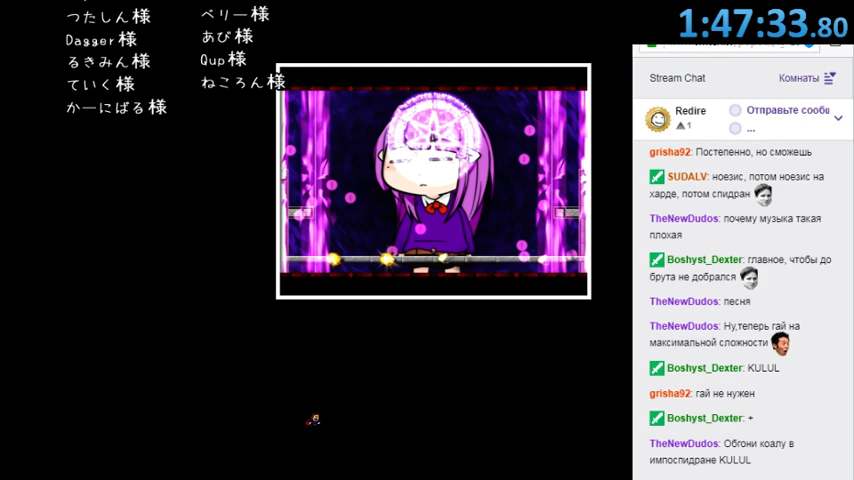 つたしん様
Dagger様
るきみん様
ていく様
かーにばる様
ベリー様
あび様
Qup様
ねころん様
1:47:33.80
Stream Chat
Комнаты
Redire
1
Отправьте сообщ
...
grisha92: Постепенно, но сможешь
SUDALV: ноезис, потом ноезис на
харде, потом спидран
TheNewDudos: почему музыка такая
плохая
Boshyst_Dexter: главное, чтобы до
брута не добрался
TheNewDudos: песня
TheNewDudos: Ну,теперь гай на
максимальной сложности
Boshyst_Dexter: KULUL
grisha92: гай не нужен
Boshyst_Dexter: +
TheNewDudos: Обгони коалу в
импоспидране KULUL